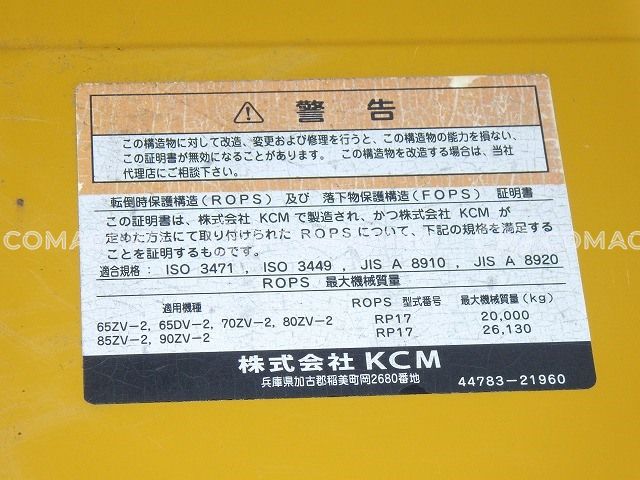 ⚠ 警告
この構造物に対して改造、変更および修理を行うと、この構造物の能力を損ない、
この証明書が無効になることがあります。 この構造物を改造する場合は、当社
代理店にご相談下さい。
転倒時保護構造(ROPS) 及び 落下物保護構造(FOPS) 証明書
この証明書は、株式会社 KCMで製造され、かつ株式会社 KCMが
定めた方法にて取り付けられたROPSについて、下記の規格を満足する
ことを証明するものです。
適合規格: ISO 3471, ISO 3449, JIS A 8910, JIS A 8920
ROPS 最大機械質量
適用機種 ROPS 型式番号 最大機械質量(kg)
65ZV-2, 65DV-2, 70ZV-2, 80ZV-2 RP17 20,000
85ZV-2, 90ZV-2 RP17 26,130
株式会社 KCM
兵庫県加古郡稲美町岡2680番地 44783-21960